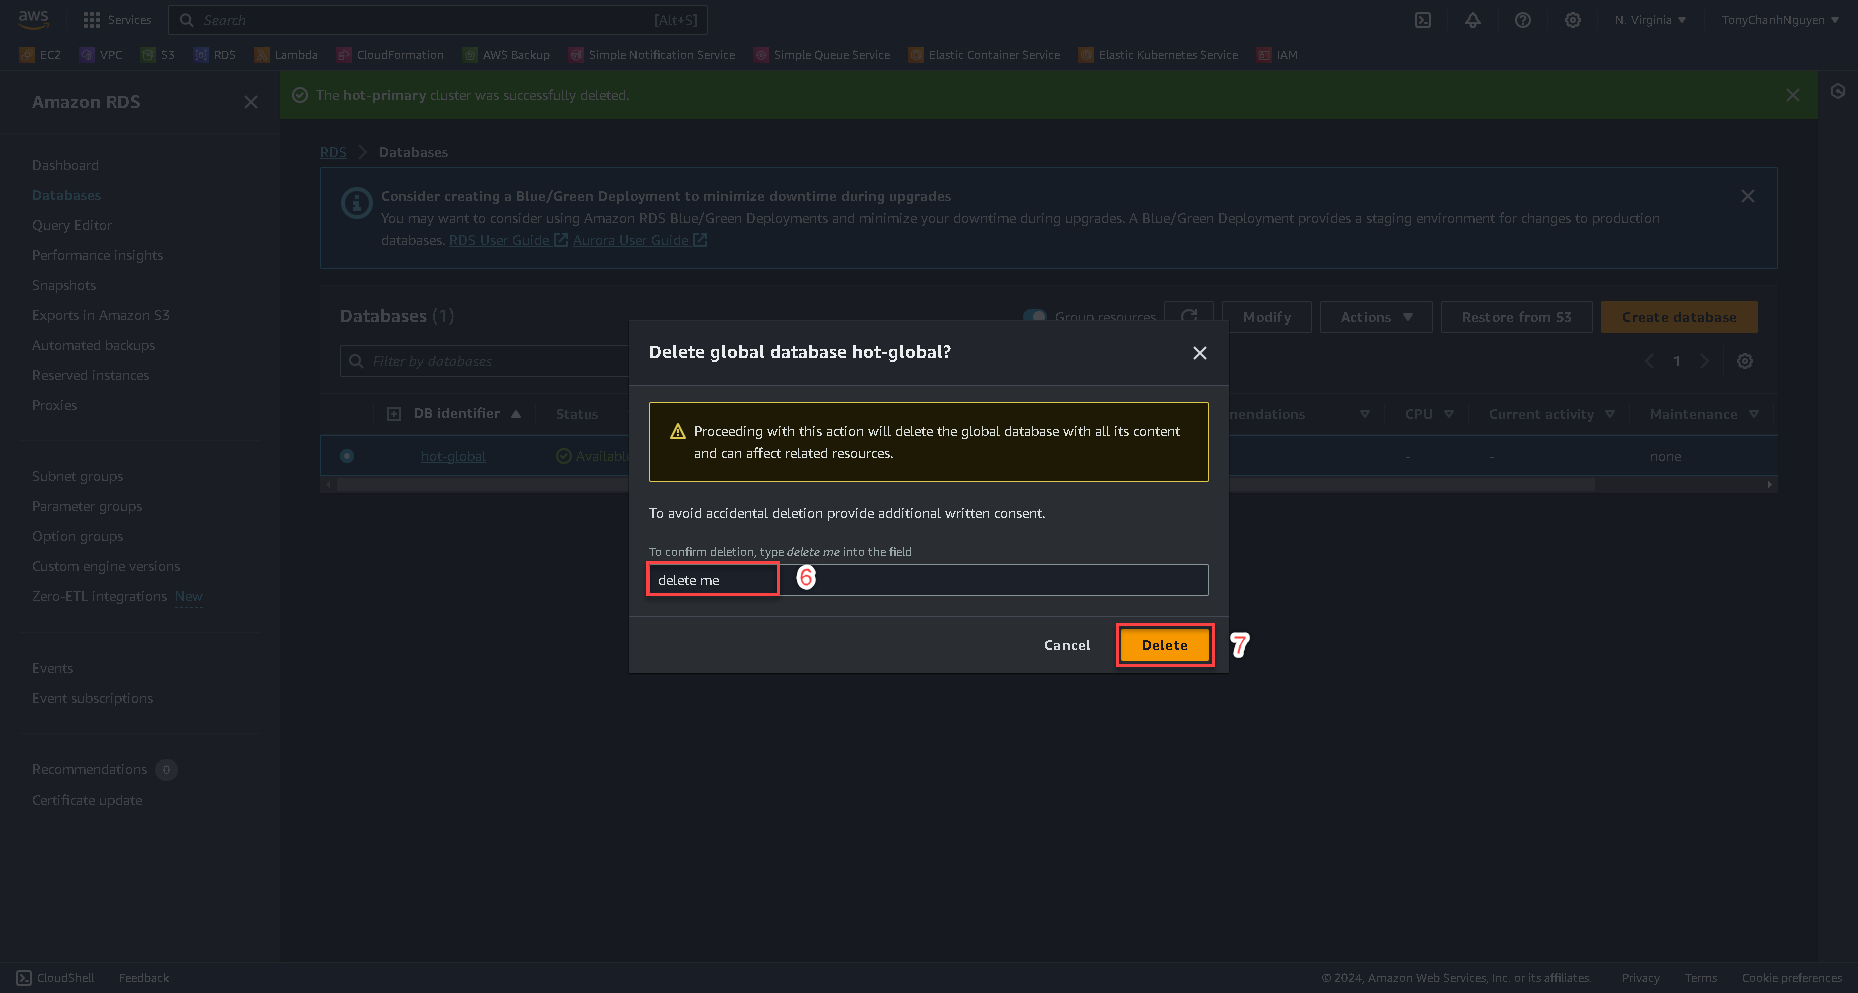 aws
Services
Search
[Alt+S]
N. Virginia
TonyChanhNguyen
EC2
VPC
S3
RDS
Lambda
CloudFormation
AWS Backup
Simple Notification Service
Simple Queue Service
Elastic Container Service
Elastic Kubernetes Service
IAM
Amazon RDS
Dashboard
Databases
Query Editor
Performance insights
Snapshots
Exports in Amazon S3
Automated backups
Reserved instances
Proxies
Subnet groups
Parameter groups
Option groups
Custom engine versions
Zero-ETL integrations New
Events
Event subscriptions
Recommendations 0
Certificate update
The hot-primary cluster was successfully deleted.
RDS
Databases
Consider creating a Blue/Green Deployment to minimize downtime during upgrades
You may want to consider using Amazon RDS Blue/Green Deployments and minimize your downtime during upgrades. A Blue/Green Deployment provides a staging environment for changes to production
databases. RDS User Guide Aurora User Guide
Databases (1)
Group resources
Modify
Actions
Restore from S3
Create database
Filter by databases
1
DB identifier
Status
CPU
Current activity
Maintenance
hot-global
-
-
none
Delete global database hot-global?
Proceeding with this action will delete the global database with all its content
and can affect related resources.
To avoid accidental deletion provide additional written consent.
To confirm deletion, type delete me into the field
delete me
6
Cancel
Delete
7
CloudShell
Feedback
© 2024, Amazon Web Services, Inc. or its affiliates.
Privacy
Terms
Cookie preferences